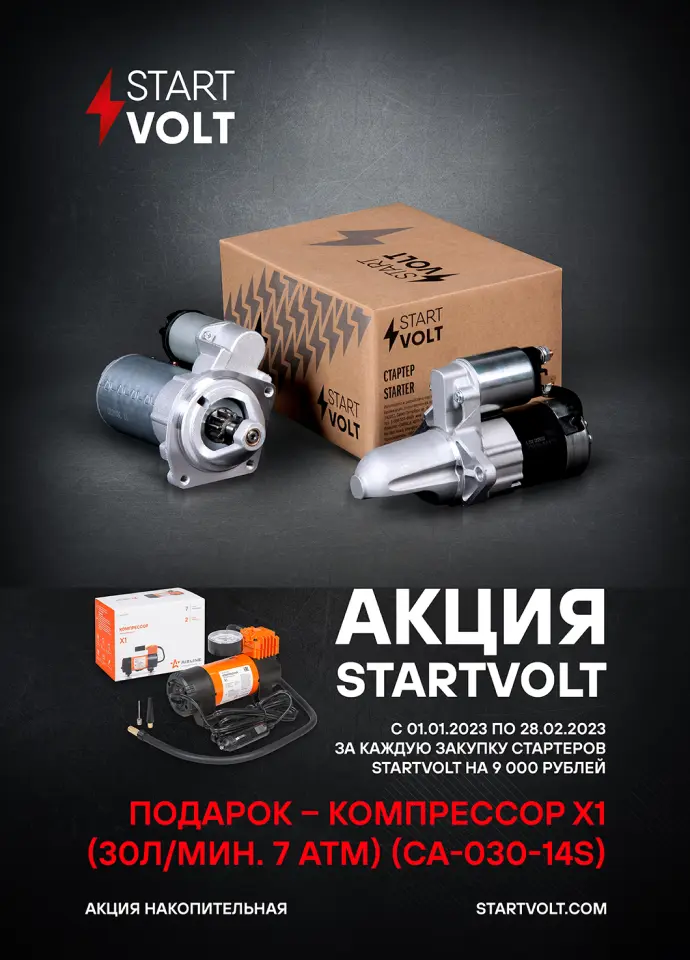 START
VOLT
START
VOLT
START
VOLT
СТАРТЕР
STARTER
START
VOLT
КОМПРЕССОР
X1
AIRLINE
АКЦИЯ
STARTVOLT
С 01.01.2023 ПО 28.02.2023
ЗА КАЖДУЮ ЗАКУПКУ СТАРТЕРОВ
STARTVOLT НА 9 000 РУБЛЕЙ
ПОДАРОК – КОМПРЕССОР X1
(30Л/МИН. 7 АТМ) (CA-030-14S)
АКЦИЯ НАКОПИТЕЛЬНАЯ
STARTVOLT.COM